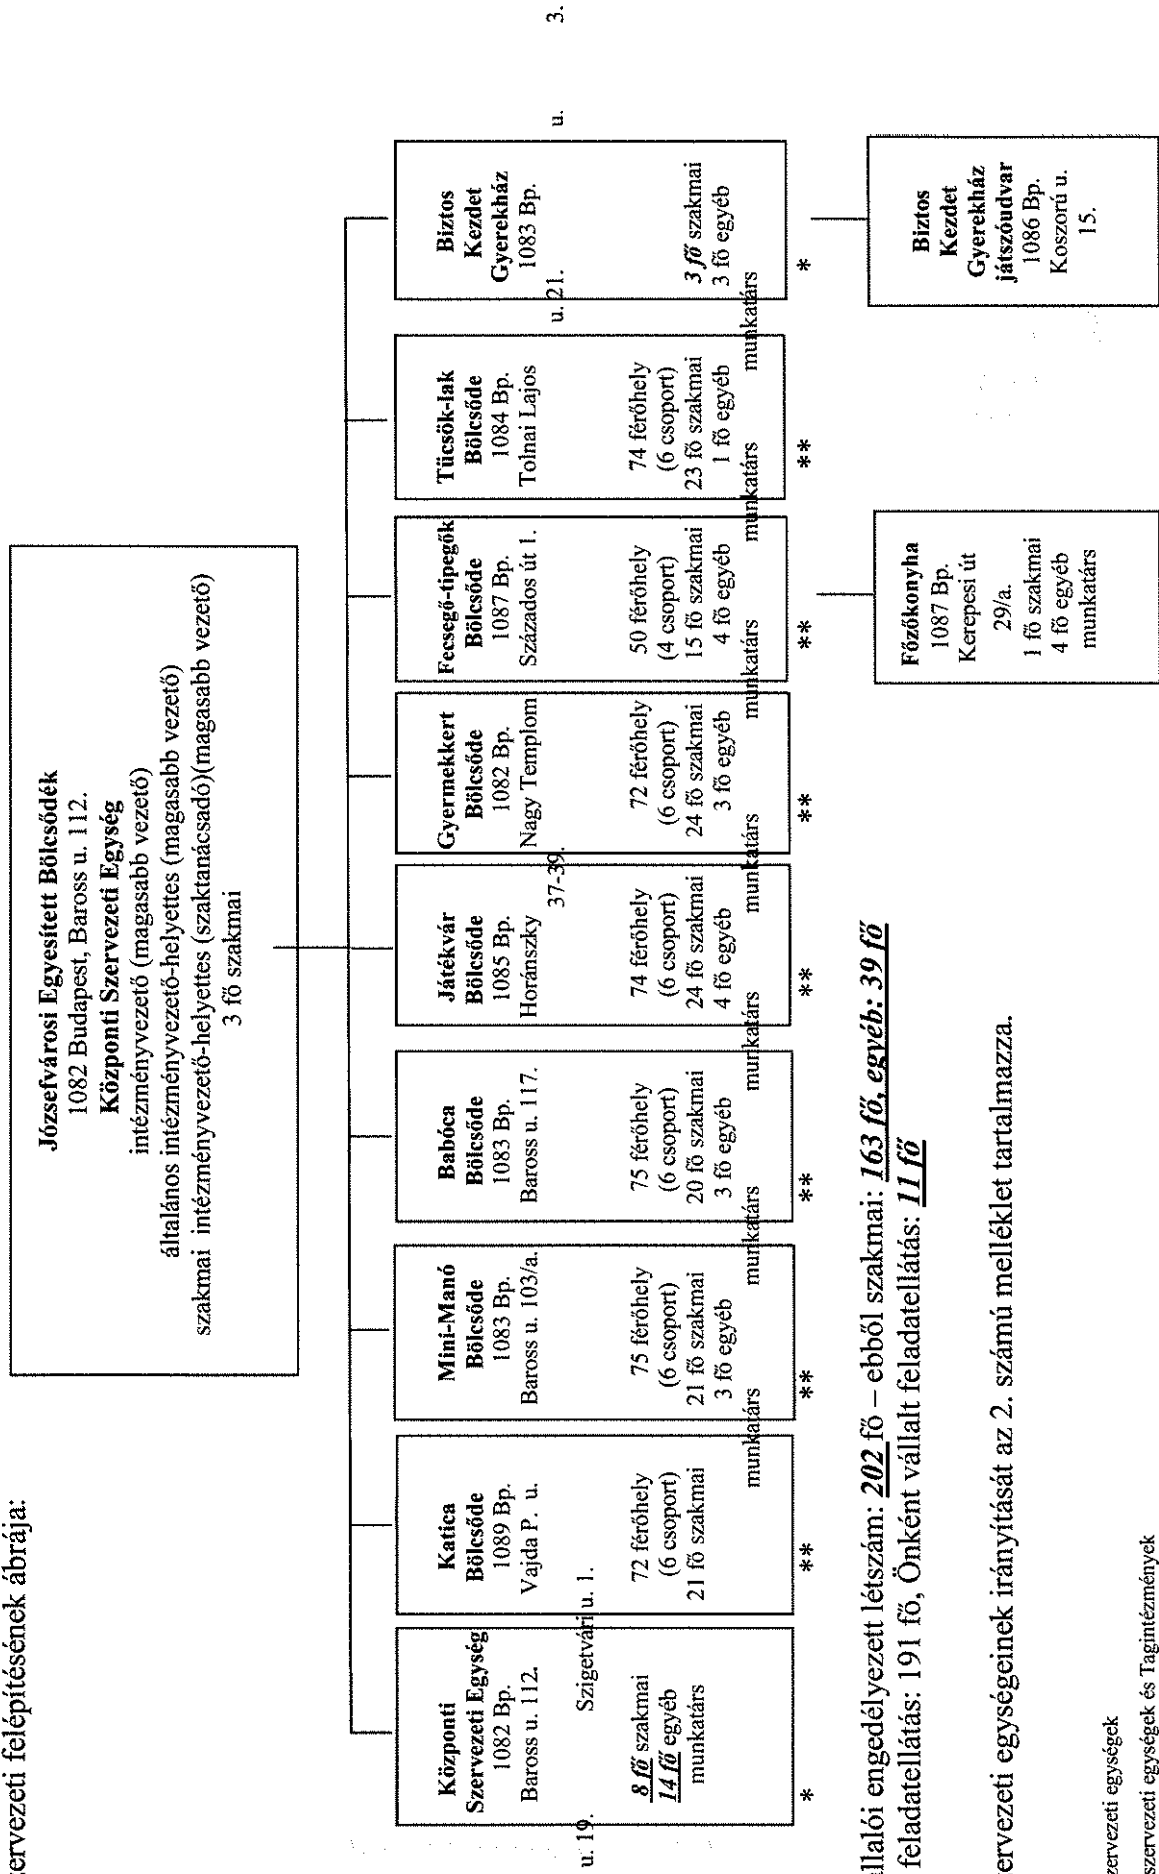 zervezeti felépítésének ábrája:
Józsefvárosi Egyesített Bölcsődék
1082 Budapest, Baross u. 112.
Központi Szervezeti Egység
intézményvezető (magasabb vezető)
általános intézményvezető-helyettes (magasabb vezető)
szakmai intézményvezető-helyettes (szaktanácsadó)(magasabb vezető)
3 fő szakmai
Központi
Szervezeti Egység
1082 Bp.
Baross u. 112.
8 fő szakmai
14 fő egyéb
munkatárs
*
u. 19.
Katica
Bölcsőde
1089 Bp.
Vajda P. u.
72 férőhely
(6 csoport)
21 fő szakmai
**
Szigetvári u. 1.
Mini-Manó
Bölcsőde
1083 Bp.
Baross u. 103/a.
75 férőhely
(6 csoport)
21 fő szakmai
3 fő egyéb
munkatárs
**
Babóca
Bölcsőde
1083 Bp.
Baross u. 117.
75 férőhely
(6 csoport)
20 fő szakmai
3 fő egyéb
munkatárs
**
Játékvár
Bölcsőde
1085 Bp.
Horánszky
74 férőhely
(6 csoport)
24 fő szakmai
4 fő egyéb
munkatárs
**
37-39.
Gyermekkert
Bölcsőde
1082 Bp.
Nagy Templom
72 férőhely
(6 csoport)
24 fő szakmai
3 fő egyéb
munkatárs
**
Fecsegő-tipegők
Bölcsőde
1087 Bp.
Százados út 1.
50 férőhely
(4 csoport)
15 fő szakmai
4 fő egyéb
munkatárs
**
Tücsök-lak
Bölcsőde
1084 Bp.
Tolnai Lajos
74 férőhely
(6 csoport)
23 fő szakmai
1 fő egyéb
munkatárs
**
u. 21.
Biztos
Kezdet
Gyerekház
1083 Bp.
3 fő szakmai
3 fő egyéb
munkatárs
*
u.
3.
Főzőkonyha
1087 Bp.
Kerepesi út
29/a.
1 fő szakmai
4 fő egyéb
munkatárs
Biztos
Kezdet
Gyerekház
játszóudvar
1086 Bp.
Koszorú u.
15.
állalói engedélyezett létszám: 202 fő – ebből szakmai: 163 fő, egyéb: 39 fő
feladatellátás: 191 fő, Önként vállalt feladatellátás: 11 fő
ervezeti egységeinek irányítását az 2. számú melléklet tartalmazza.
zervezeti egységek
szervezeti egységek és Tagintézmények